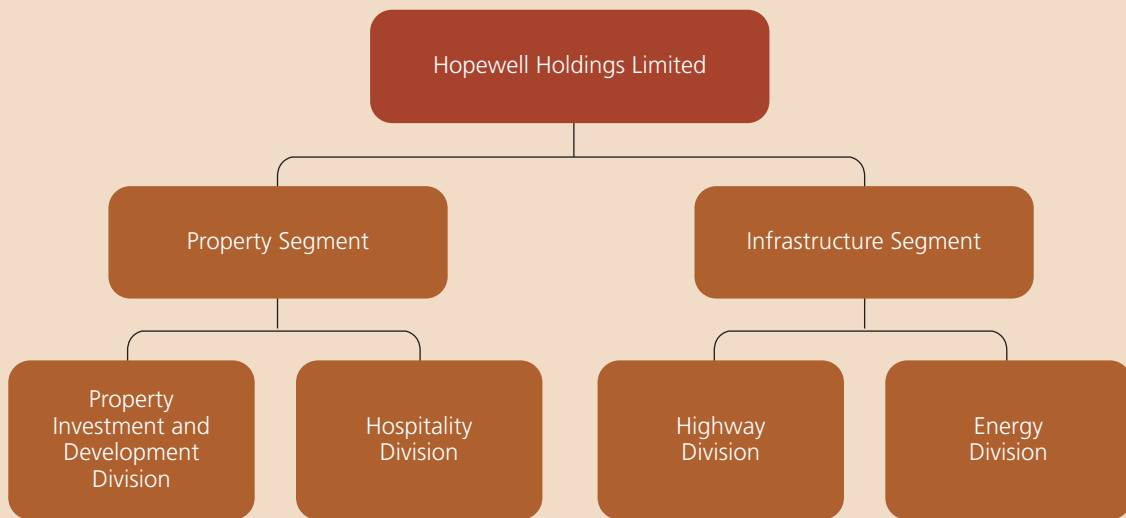 Hopewell Holdings Limited
Property Segment
Infrastructure Segment
Property
Investment and
Development
Division
Hospitality
Division
Highway
Division
Energy
Division